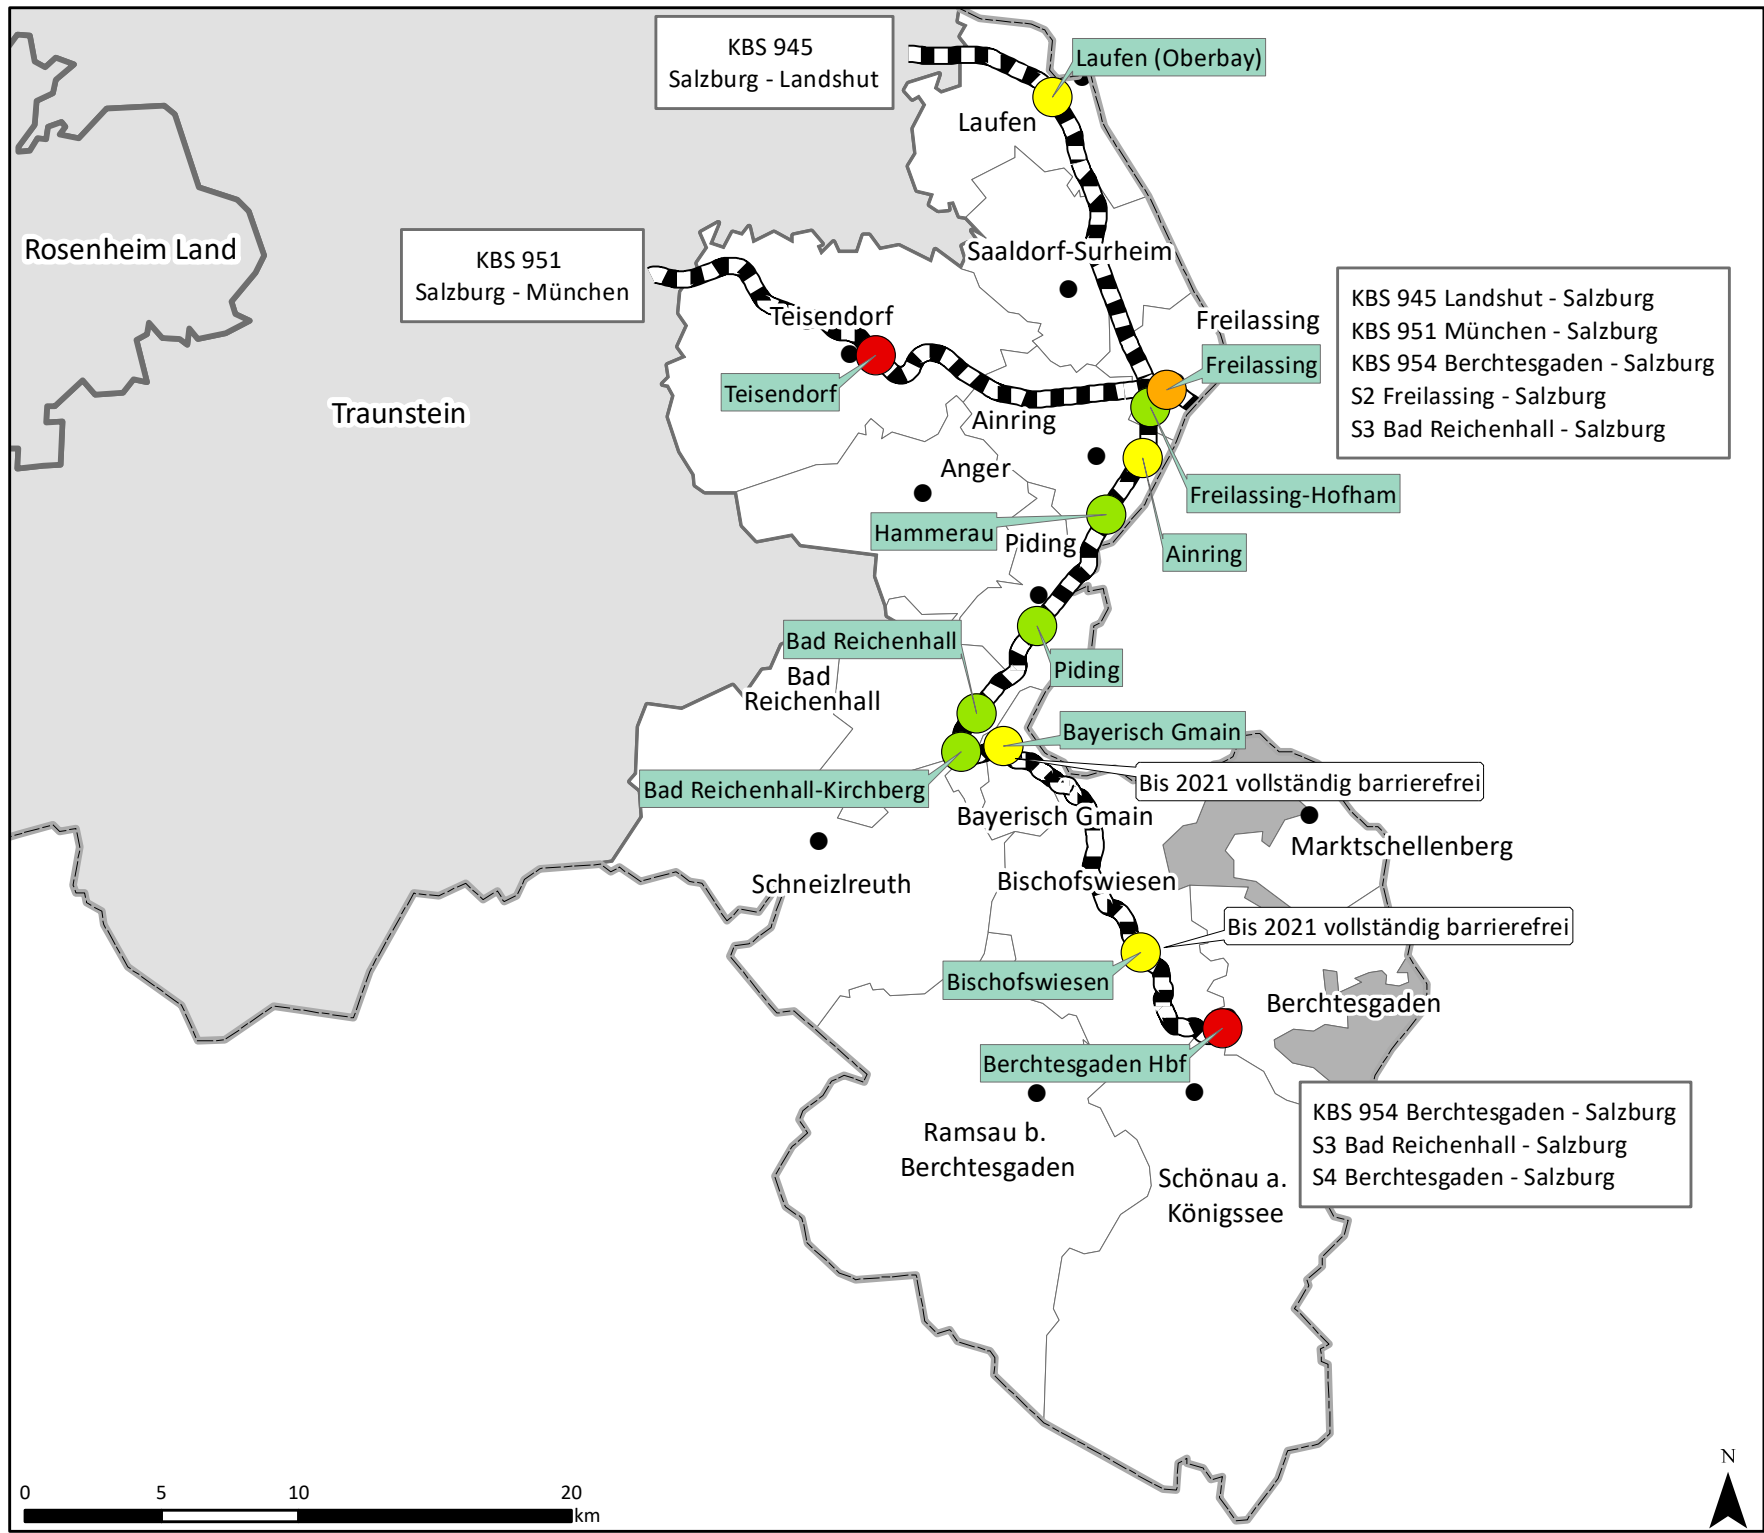 KBS 945
Salzburg - Landshut
Laufen (Oberbay)
Laufen
Rosenheim Land
KBS 951
Salzburg - München
Saaldorf-Surheim
Teisendorf
Freilassing
KBS 945 Landshut - Salzburg
KBS 951 München - Salzburg
KBS 954 Berchtesgaden - Salzburg
S2 Freilassing - Salzburg
S3 Bad Reichenhall - Salzburg
Freilassing
Teisendorf
Traunstein
Ainring
Anger
Freilassing-Hofham
Hammerau
Piding
Ainring
Bad Reichenhall
Piding
Bad
Reichenhall
Bayerisch Gmain
Bis 2021 vollständig barrierefrei
Bad Reichenhall-Kirchberg
Bayerisch Gmain
Marktschellenberg
Schneizlreuth
Bischofswiesen
Bis 2021 vollständig barrierefrei
Bischofswiesen
Berchtesgaden
Berchtesgaden Hbf
KBS 954 Berchtesgaden - Salzburg
S3 Bad Reichenhall - Salzburg
S4 Berchtesgaden - Salzburg
Ramsau b.
Berchtesgaden
Schönau a.
Königssee
N
0 5 10 20
km